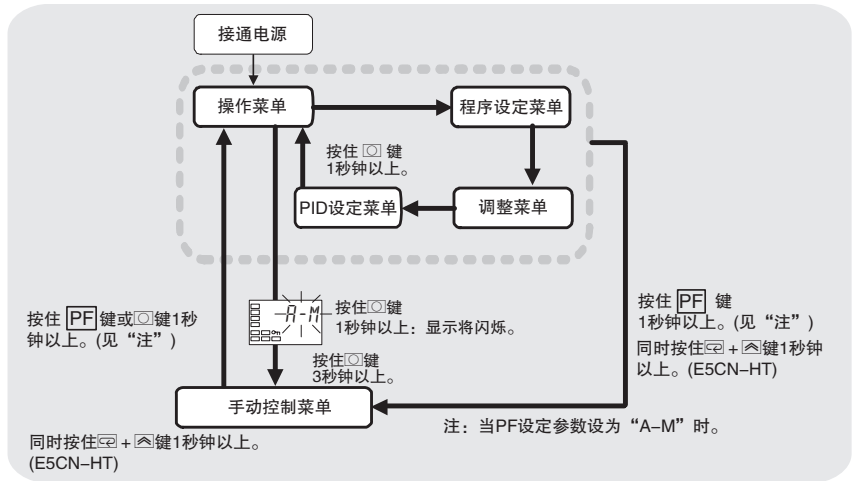 接通电源
操作菜单
程序设定菜单
按住 键
1秒钟以上。
PID设定菜单
调整菜单
按住 PF 键或 键1秒
钟以上。(见“注”)
A-M
按住 键
1秒钟以上：显示将闪烁。
按住 键
3秒钟以上。
按住 PF 键
1秒钟以上。(见“注”)
同时按住 + 键1秒钟
以上。(E5CN–HT)
手动控制菜单
注：当PF设定参数设为“A–M”时。
同时按住 + 键1秒钟以上。
(E5CN–HT)